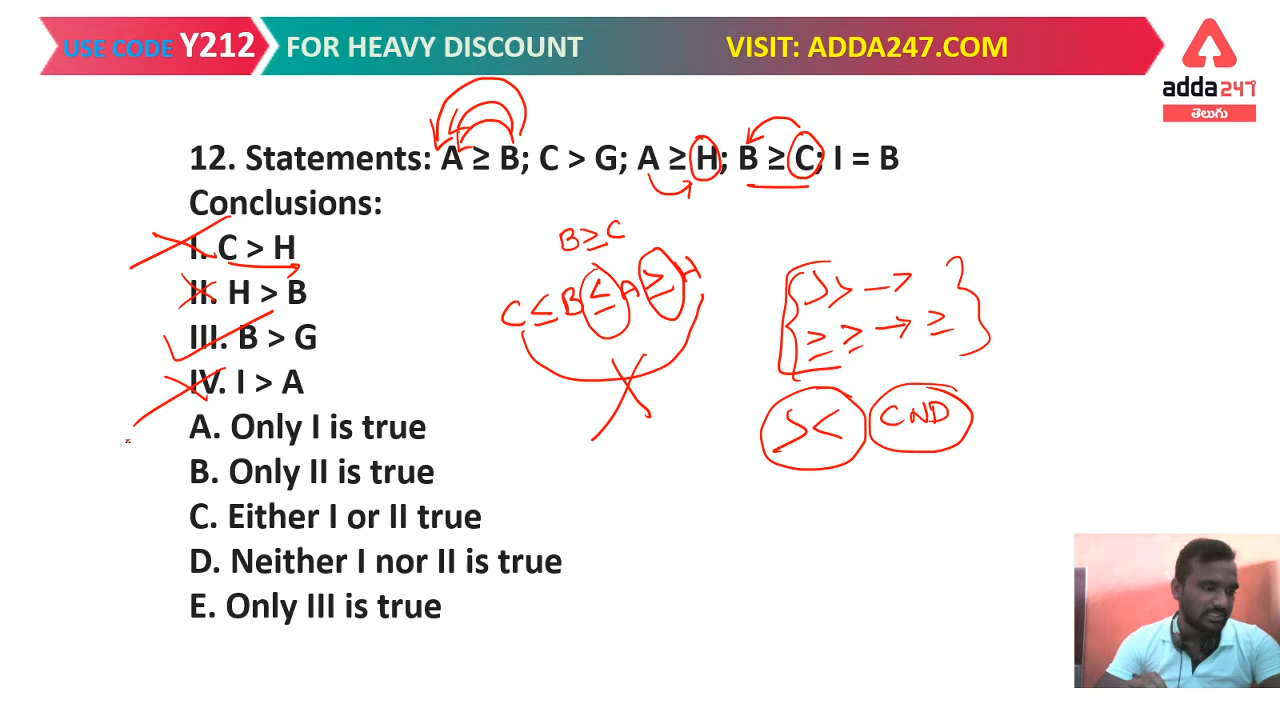 USE CODE Y212 FOR HEAVY DISCOUNT VISIT: ADDA247.COM
adda247
తెలుగు
12. Statements: A ≥ B; C > G; A ≥ H; B ≥ C; I = B
Conclusions:
I. C > H
II. H > B
III. B > G
IV. I > A
A. Only I is true
B. Only II is true
C. Either I or II true
D. Neither I nor II is true
E. Only III is true
B ≥ C
C ≤ B ≤ A ≥ H
> > → >
≥ ≥ → ≥
> < CND